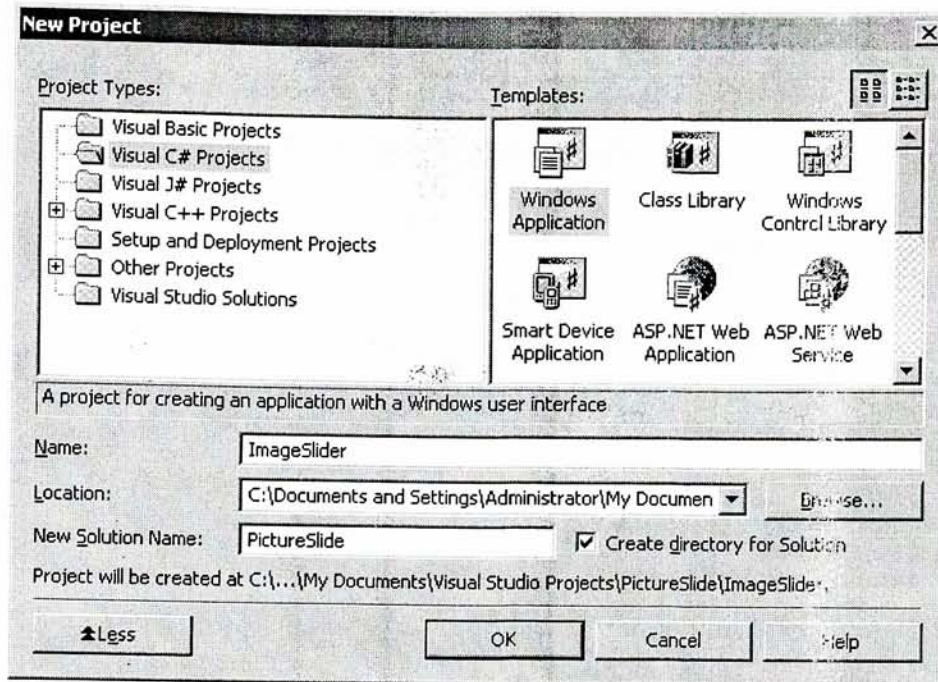 New Project
Project Types:
Templates:
Visual Basic Projects
Visual C# Projects
Visual J# Projects
Visual C++ Projects
Setup and Deployment Projects
Other Projects
Visual Studio Solutions
Windows
Application
Class Library
Windows
Control Library
Smart Device
Application
ASP.NET Web
Application
ASP.NET Web
Service
A project for creating an application with a Windows user interface
Name:
ImageSlider
Location:
C:\Documents and Settings\Administrator\My Documen
Browse...
New Solution Name:
PictureSlide
Create directory for Solution
Project will be created at C:\...\My Documents\Visual Studio Projects\PictureSlide\ImageSlider.
Less
OK
Cancel
Help